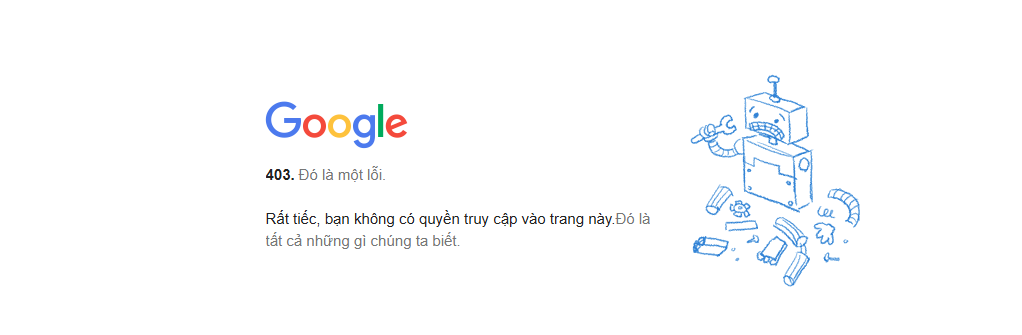 Google
403. Đó là một lỗi.
Rất tiếc, bạn không có quyền truy cập vào trang này.Đó là
tất cả những gì chúng ta biết.